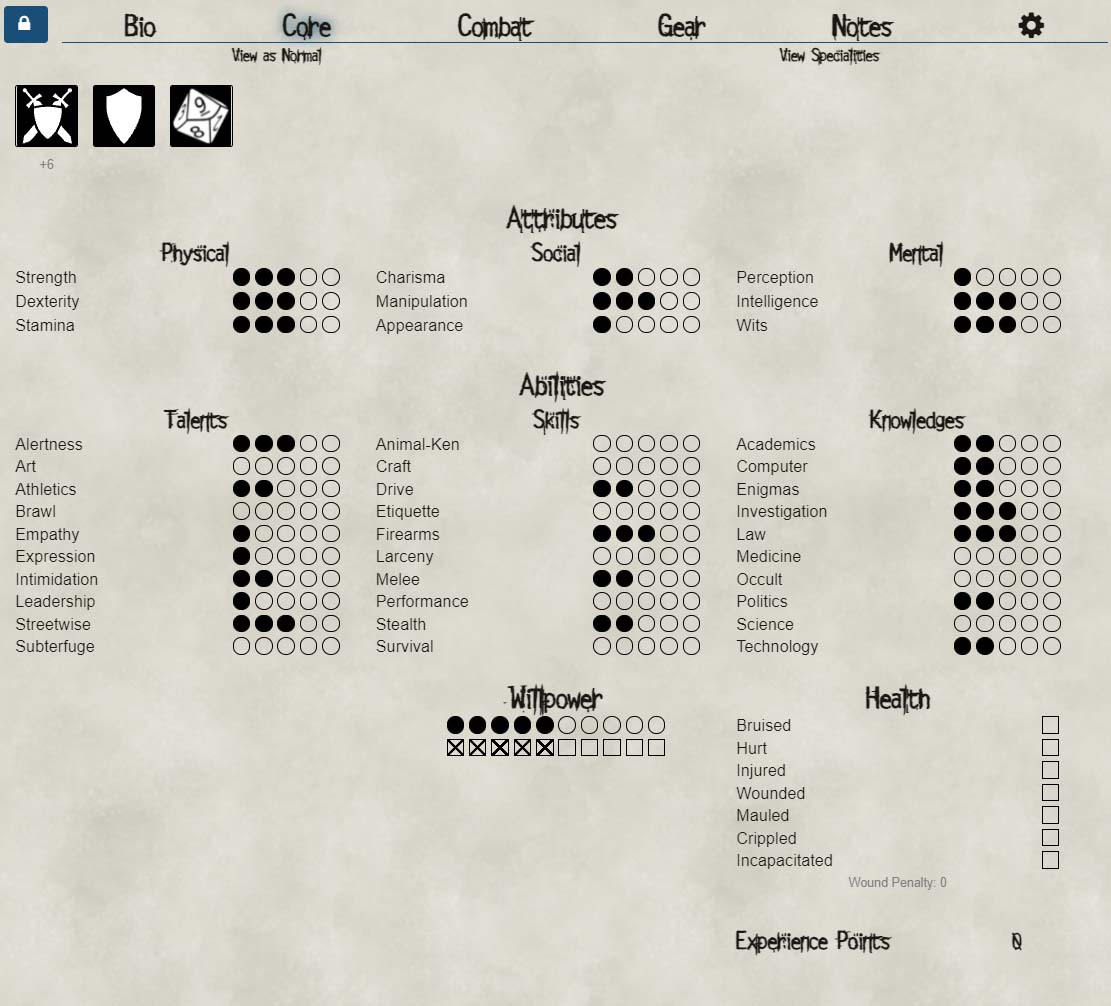 Bio Core Combat Gear Notes
View as Normal View Specialities
9 8
+6
Attributes
Physical Social Mental
Strength Charisma Perception
Dexterity Manipulation Intelligence
Stamina Appearance Wits
Abilities
Talents Skills Knowledges
Alertness Animal-Ken Academics
Art Craft Computer
Athletics Drive Enigmas
Brawl Etiquette Investigation
Empathy Firearms Law
Expression Larceny Medicine
Intimidation Melee Occult
Leadership Performance Politics
Streetwise Stealth Science
Subterfuge Survival Technology
Willpower Health
Bruised
Hurt
Injured
Wounded
Mauled
Crippled
Incapacitated
Wound Penalty: 0
Experience Points 0